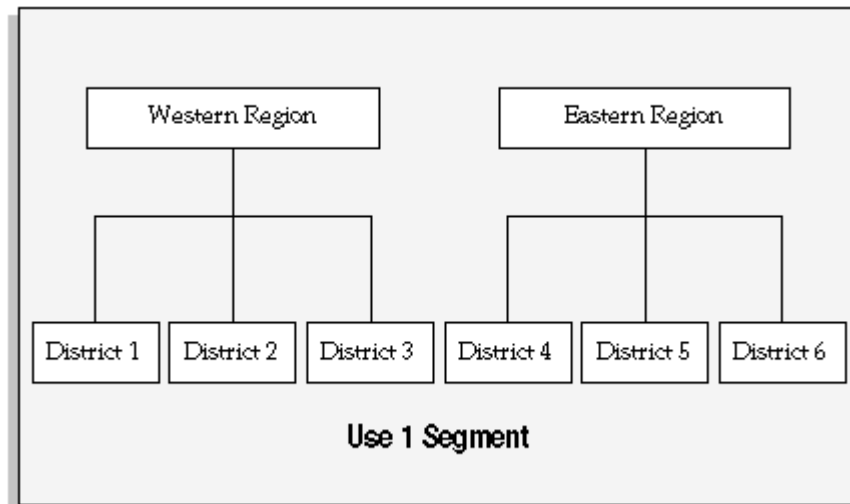 Western Region
Eastern Region
District 1
District 2
District 3
District 4
District 5
District 6
Use 1 Segment